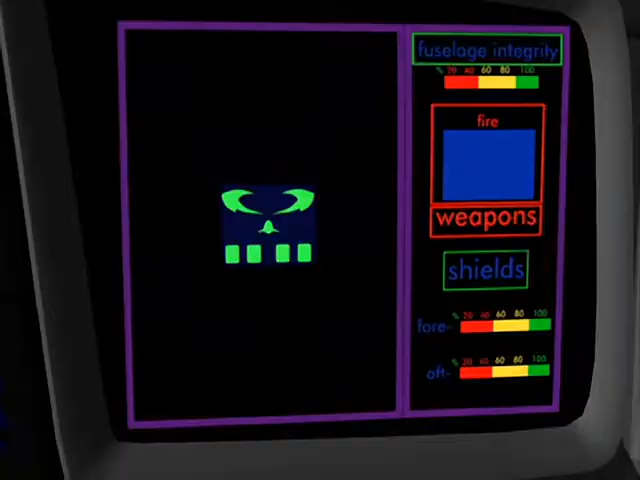 fuselage integrity
% 20 40 60 80 100
fire
weapons
shields
% 20 40 60 80 100
fore-
% 20 40 60 80 100
aft-